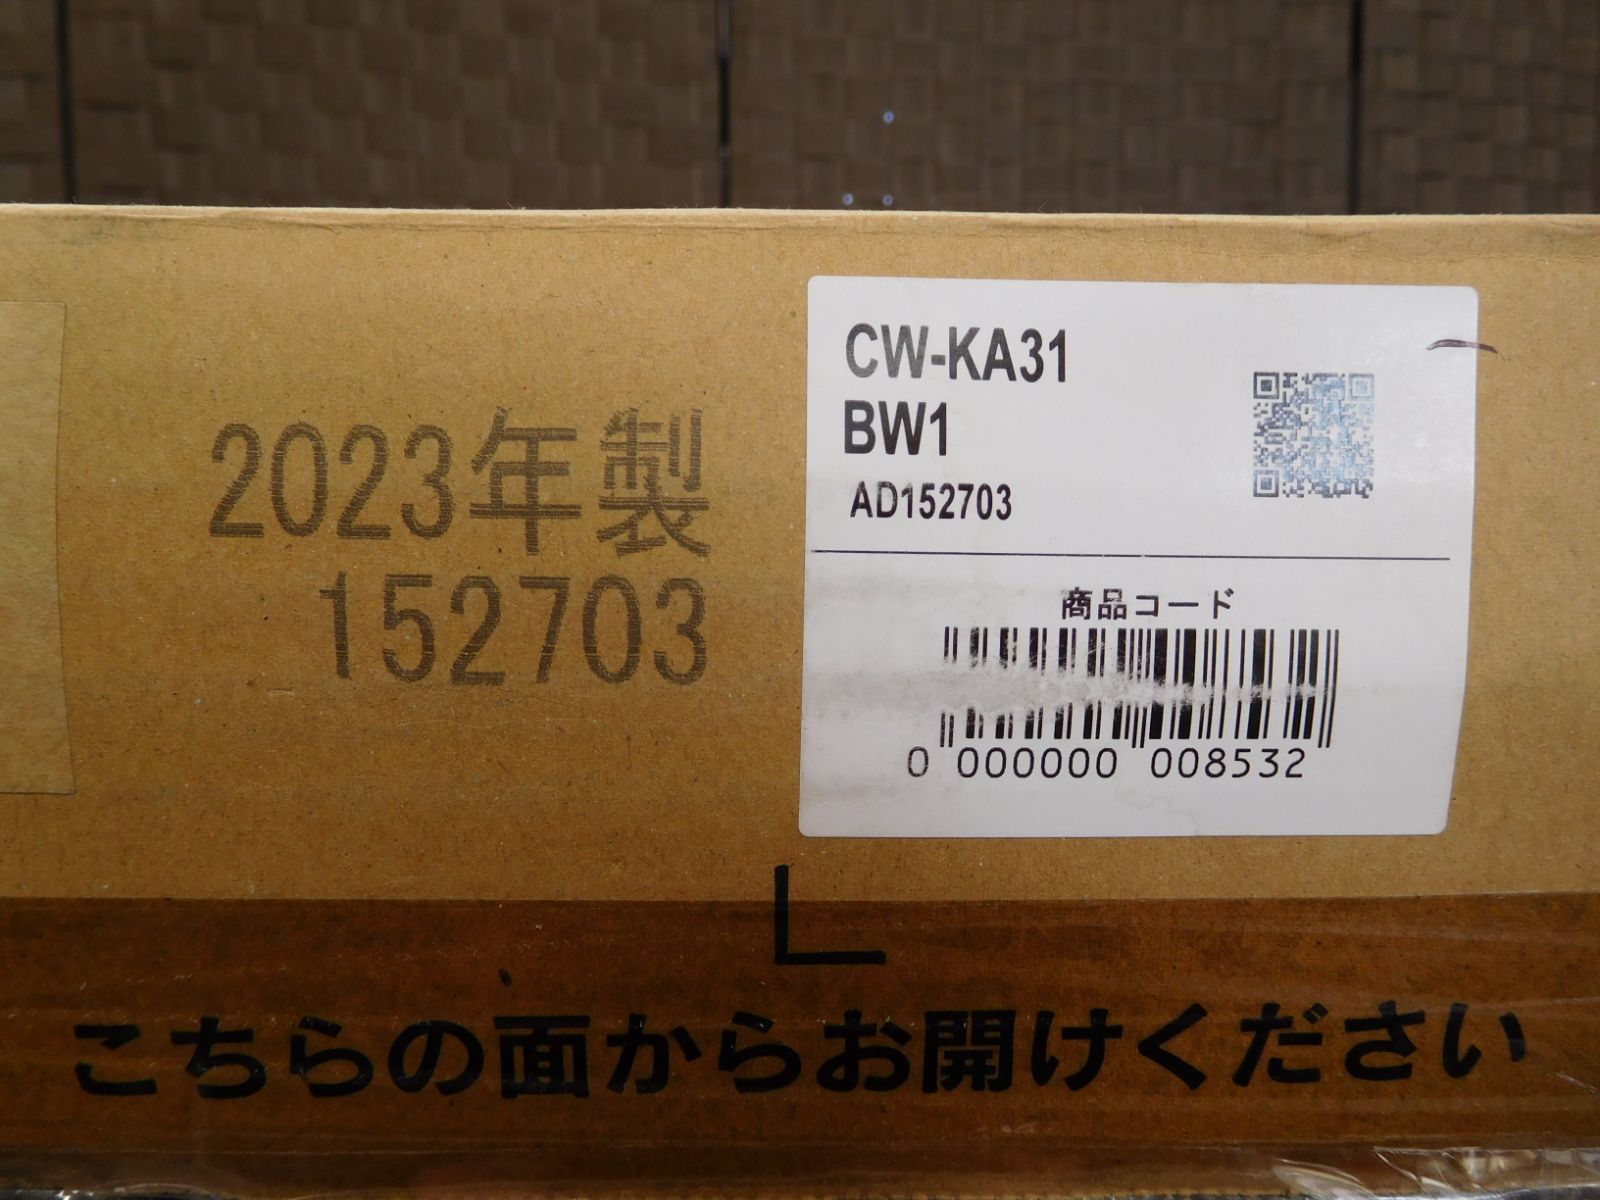 2023年製
152703
CW-KA31
BW1
AD152703
商品コード
0 000000 008532
こちらの面からお開けください